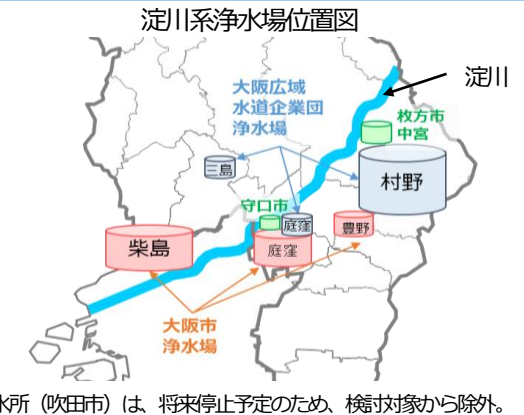 淀川系浄水場位置図
淀川
大阪広域
水道企業団
浄水場
枚方市
中宮
三島
村野
守口市
庭窪
豊野
柴島
庭窪
大阪市
浄水場
水所（吹田市）は、将来停止予定のため、検討対象から除外。